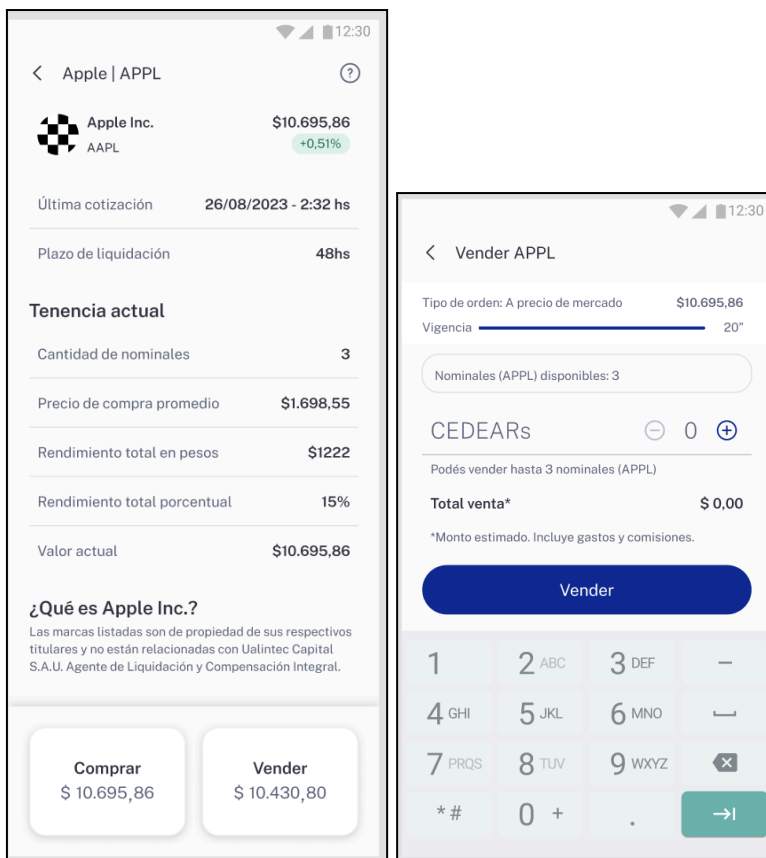 12:30
Apple | APPL
?
Apple Inc.
$10.695,86
AAPL
+0,51%
Última cotización 26/08/2023 - 2:32 hs
Plazo de liquidación 48hs
Tenencia actual
Cantidad de nominales 3
Precio de compra promedio $1.698,55
Rendimiento total en pesos $1222
Rendimiento total porcentual 15%
Valor actual $10.695,86
¿Qué es Apple Inc.?
Las marcas listadas son de propiedad de sus respectivos
titulares y no están relacionadas con Ualintec Capital
S.A.U. Agente de Liquidación y Compensación Integral.
Comprar
$ 10.695,86
Vender
$ 10.430,80
12:30
Vender APPL
Tipo de orden: A precio de mercado $10.695,86
Vigencia 20”
Nominales (APPL) disponibles: 3
CEDEARs 0
Podés vender hasta 3 nominales (APPL)
Total venta* $ 0,00
*Monto estimado. Incluye gastos y comisiones.
Vender
1 2 ABC 3 DEF –
4 GHI 5 JKL 6 MNO
7 PRQS 8 TUV 9 WXYZ
* # 0 + .